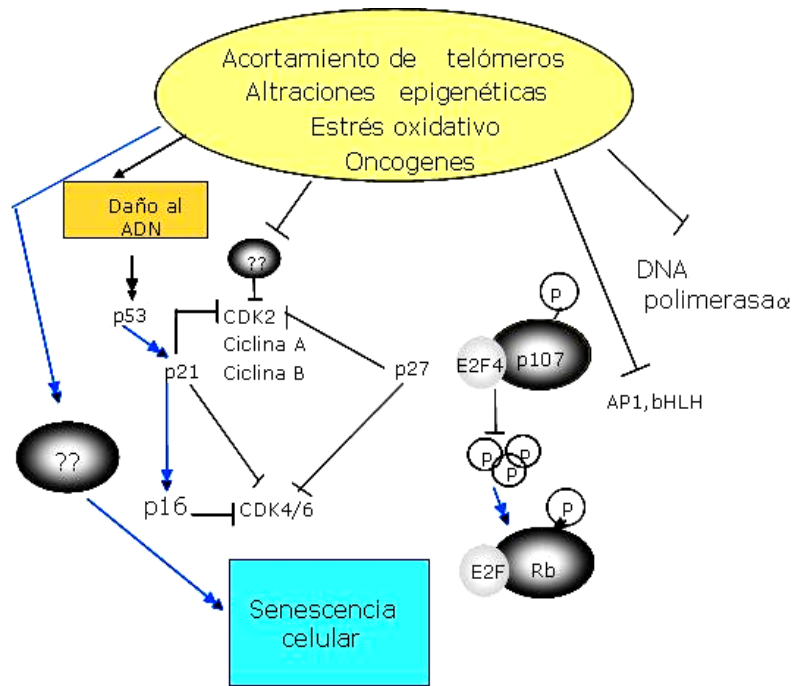 Acortamiento de telómeros
Altraciones epigenéticas
Estrés oxidativo
Oncogenes
Daño al
ADN
??
DNA
polimerasaα
p53
CDK2
Ciclina A
Ciclina B
p21
p27
P
E2F4
p107
AP1,bHLH
??
P
P
P
p16
CDK4/6
P
E2F
Rb
Senescencia
celular